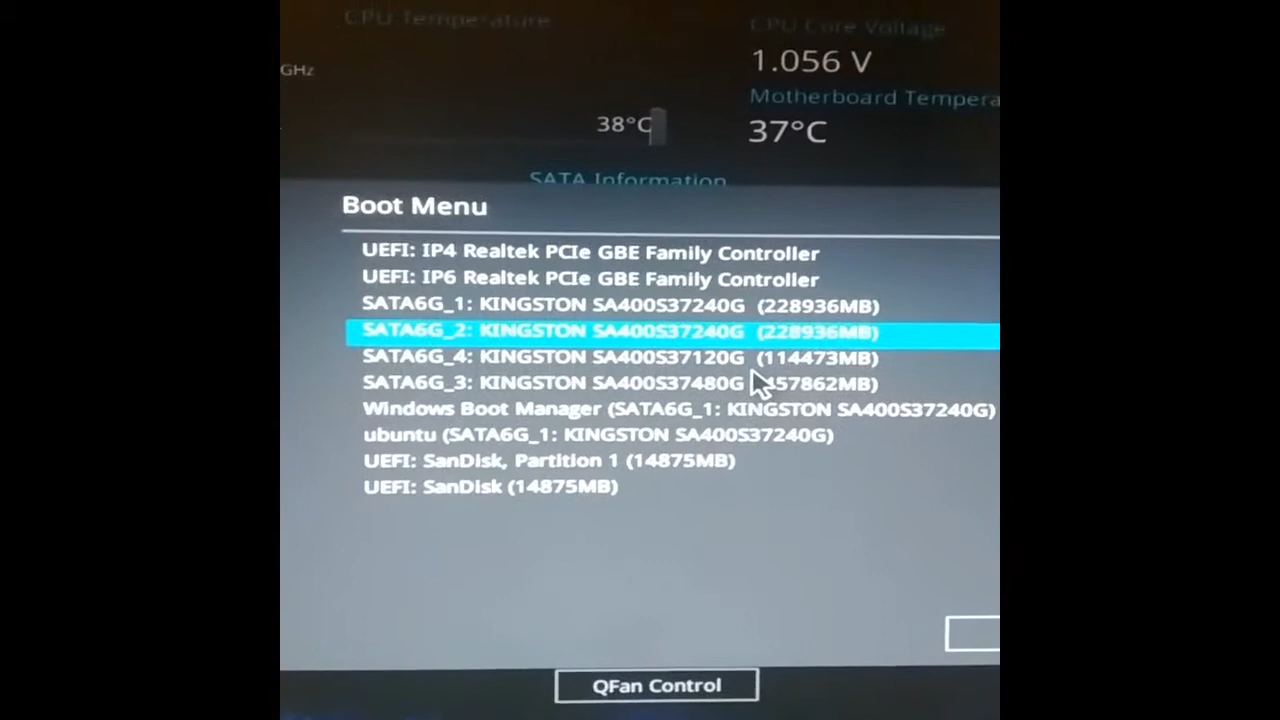 CPU Temperature
CPU Core Voltage
GHz
1.056 V
Motherboard
38°C
37°C
SATA Information
Boot Menu
UEFI: IP4 Realtek PCIe GBE Family Controller
UEFI: IP6 Realtek PCIe GBE Family Controller
SATA6G_1: KINGSTON SA400S37240G (228936MB)
SATA6G_2: KINGSTON SA400S37240G (228936MB)
SATA6G_4: KINGSTON SA400S37120G (114473MB)
SATA6G_3: KINGSTON SA400S37480G 57862MB)
Windows Boot Manager (SATA6G_1: KINGSTON SA400S37240G)
ubuntu (SATA6G_1: KINGSTON SA400S37240G)
UEFI: SanDisk, Partition 1 (14875MB)
UEFI: SanDisk (14875MB)
QFan Control